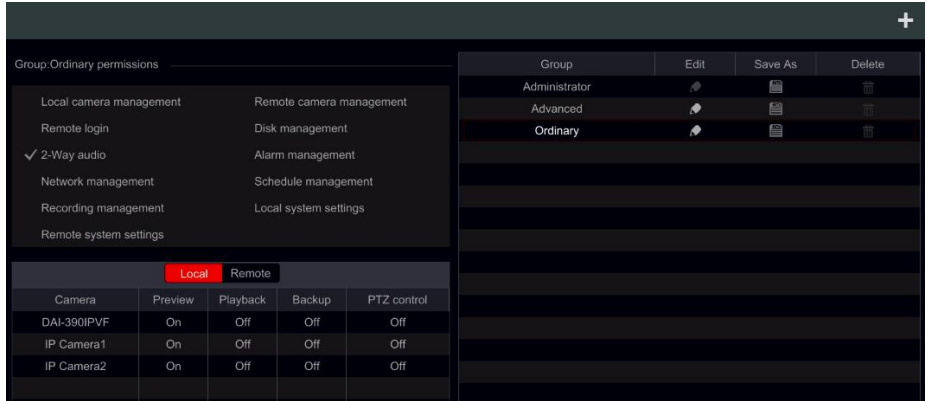 +
Group:Ordinary permissions
Local camera management Remote camera management
Remote login Disk management
✓ 2-Way audio Alarm management
Network management Schedule management
Recording management Local system settings
Remote system settings
Local Remote
Camera Preview Playback Backup PTZ control
DAI-390IPVF On Off Off Off
IP Camera1 On Off Off Off
IP Camera2 On Off Off Off
Group Edit Save As Delete
Administrator
Advanced
Ordinary